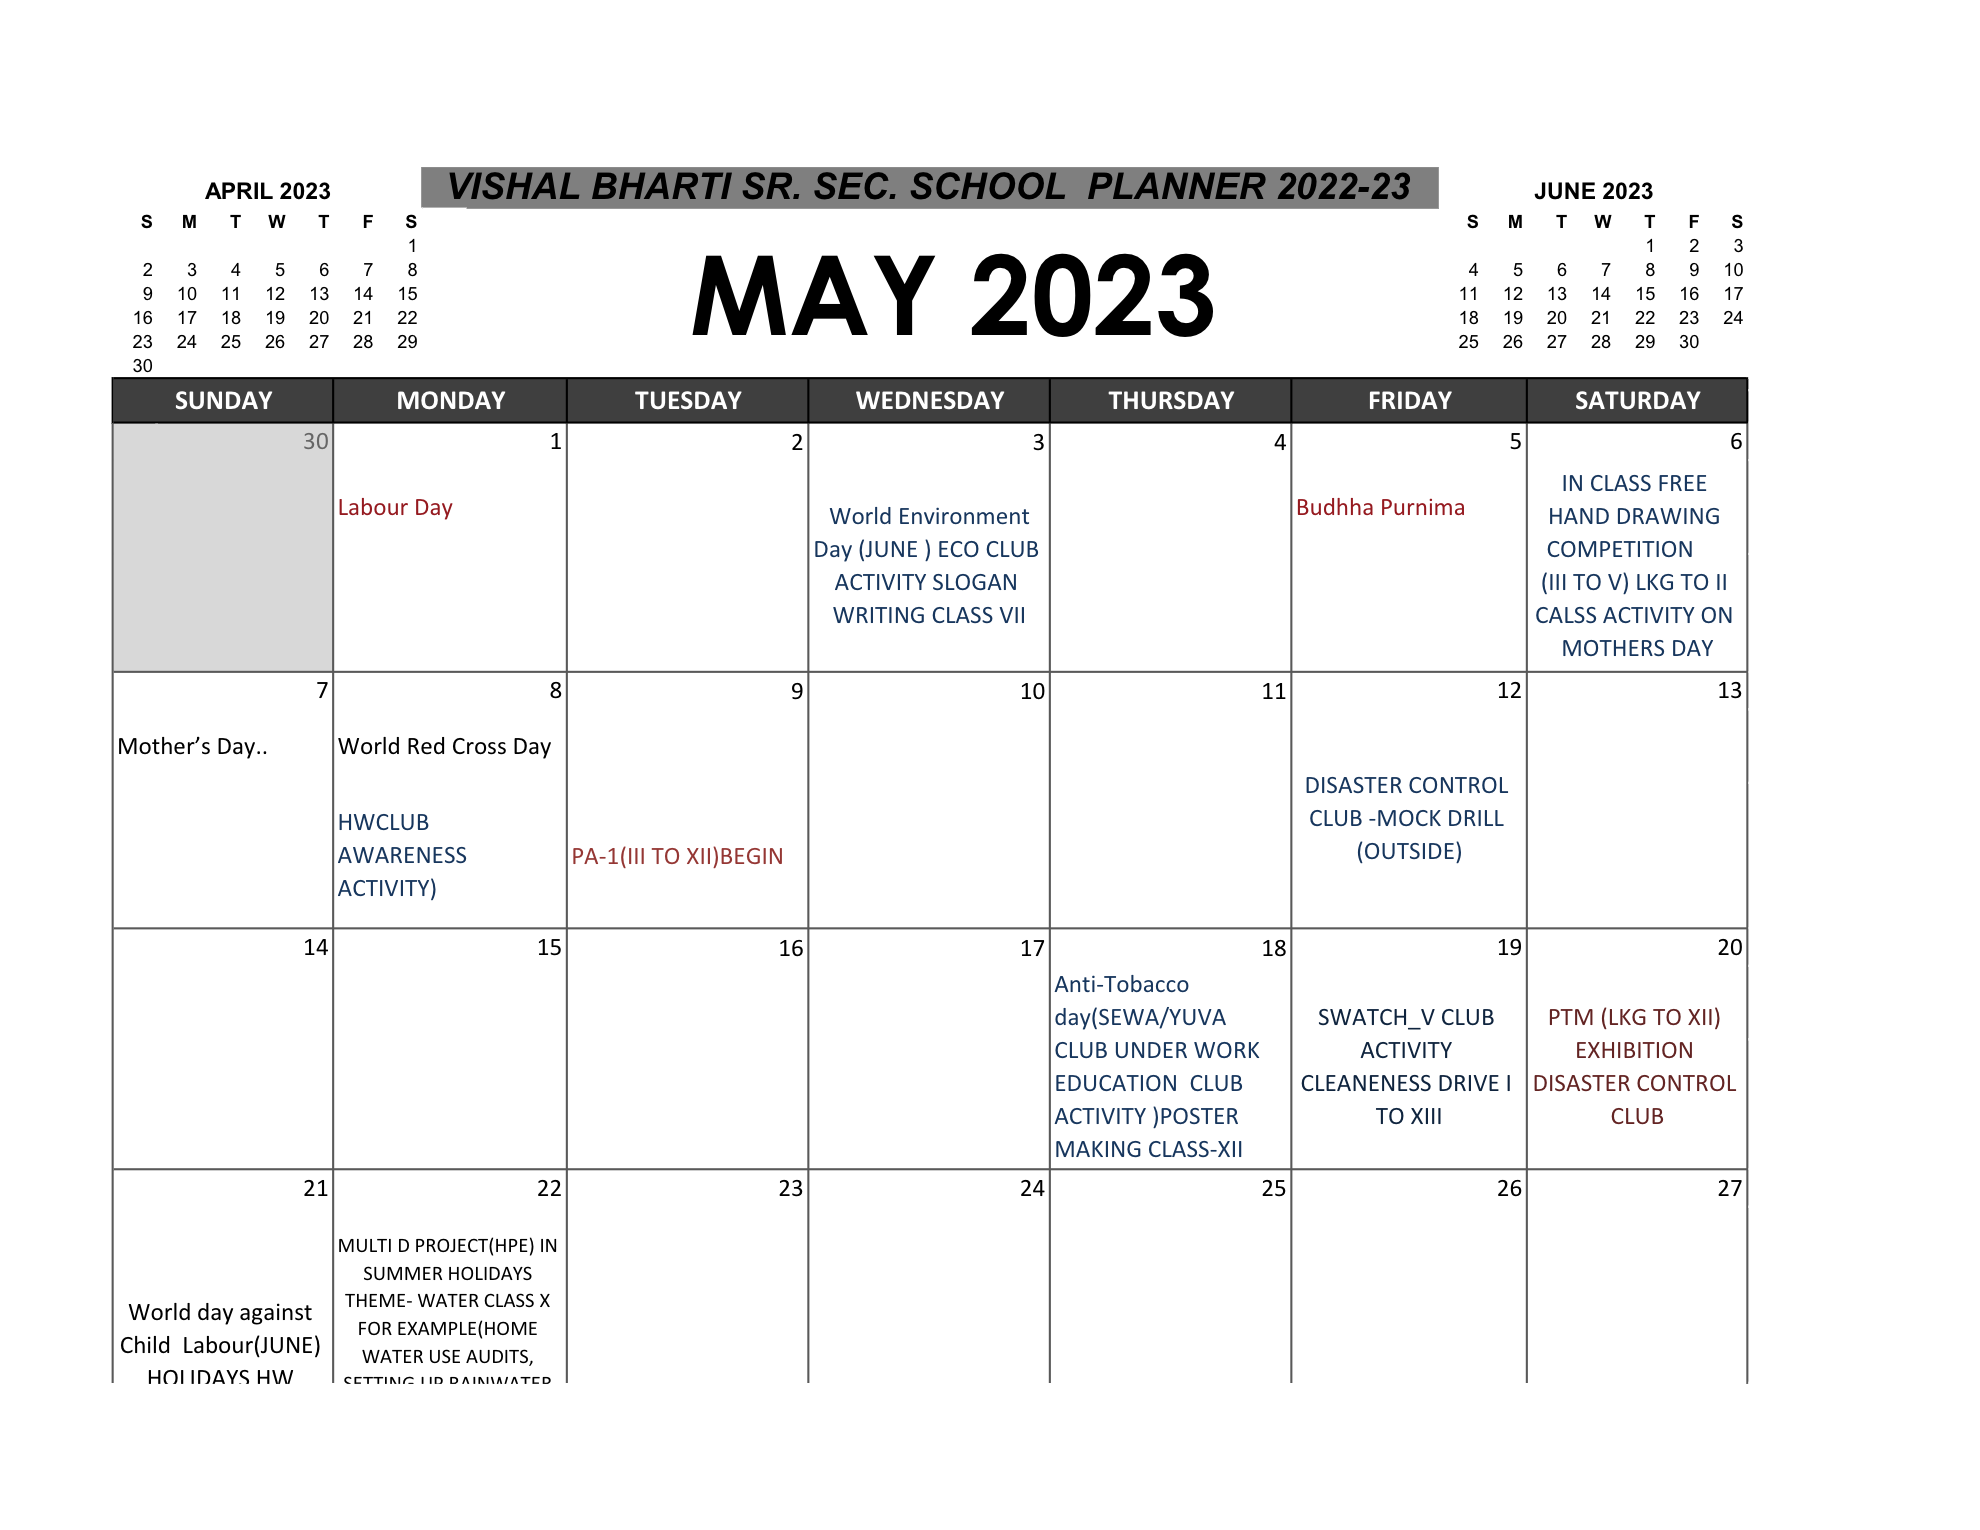 VISHAL BHARTI SR. SEC. SCHOOL  PLANNER 2022-23
APRIL 2023
S M T W T F S
1
2 3 4 5 6 7 8
9 10 11 12 13 14 15
16 17 18 19 20 21 22
23 24 25 26 27 28 29
30
MAY 2023
JUNE 2023
S M T W T F S
1 2 3
4 5 6 7 8 9 10
11 12 13 14 15 16 17
18 19 20 21 22 23 24
25 26 27 28 29 30
SUNDAY MONDAY TUESDAY WEDNESDAY THURSDAY FRIDAY SATURDAY
30
1
Labour Day
2
3
World Environment
Day (JUNE ) ECO CLUB
ACTIVITY SLOGAN
WRITING CLASS VII
4
5
Budhha Purnima
6
IN CLASS FREE
HAND DRAWING
COMPETITION
(III TO V) LKG TO II
CALSS ACTIVITY ON
MOTHERS DAY
7
Mother’s Day..
8
World Red Cross Day
HWCLUB
AWARENESS
ACTIVITY)
9
PA-1(III TO XII)BEGIN
10
11
12
DISASTER CONTROL
CLUB -MOCK DRILL
(OUTSIDE)
13
14
15
16
17
18
Anti-Tobacco
day(SEWA/YUVA
CLUB UNDER WORK
EDUCATION  CLUB
ACTIVITY )POSTER
MAKING CLASS-XII
19
SWATCH_V CLUB
ACTIVITY
CLEANENESS DRIVE I
TO XIII
20
PTM (LKG TO XII)
EXHIBITION
DISASTER CONTROL
CLUB
21
World day against
Child  Labour(JUNE)
HOLIDAYS HW
22
MULTI D PROJECT(HPE) IN
SUMMER HOLIDAYS
THEME- WATER CLASS X
FOR EXAMPLE(HOME
WATER USE AUDITS,
SETTING UP RAINWATER
23
24
25
26
27